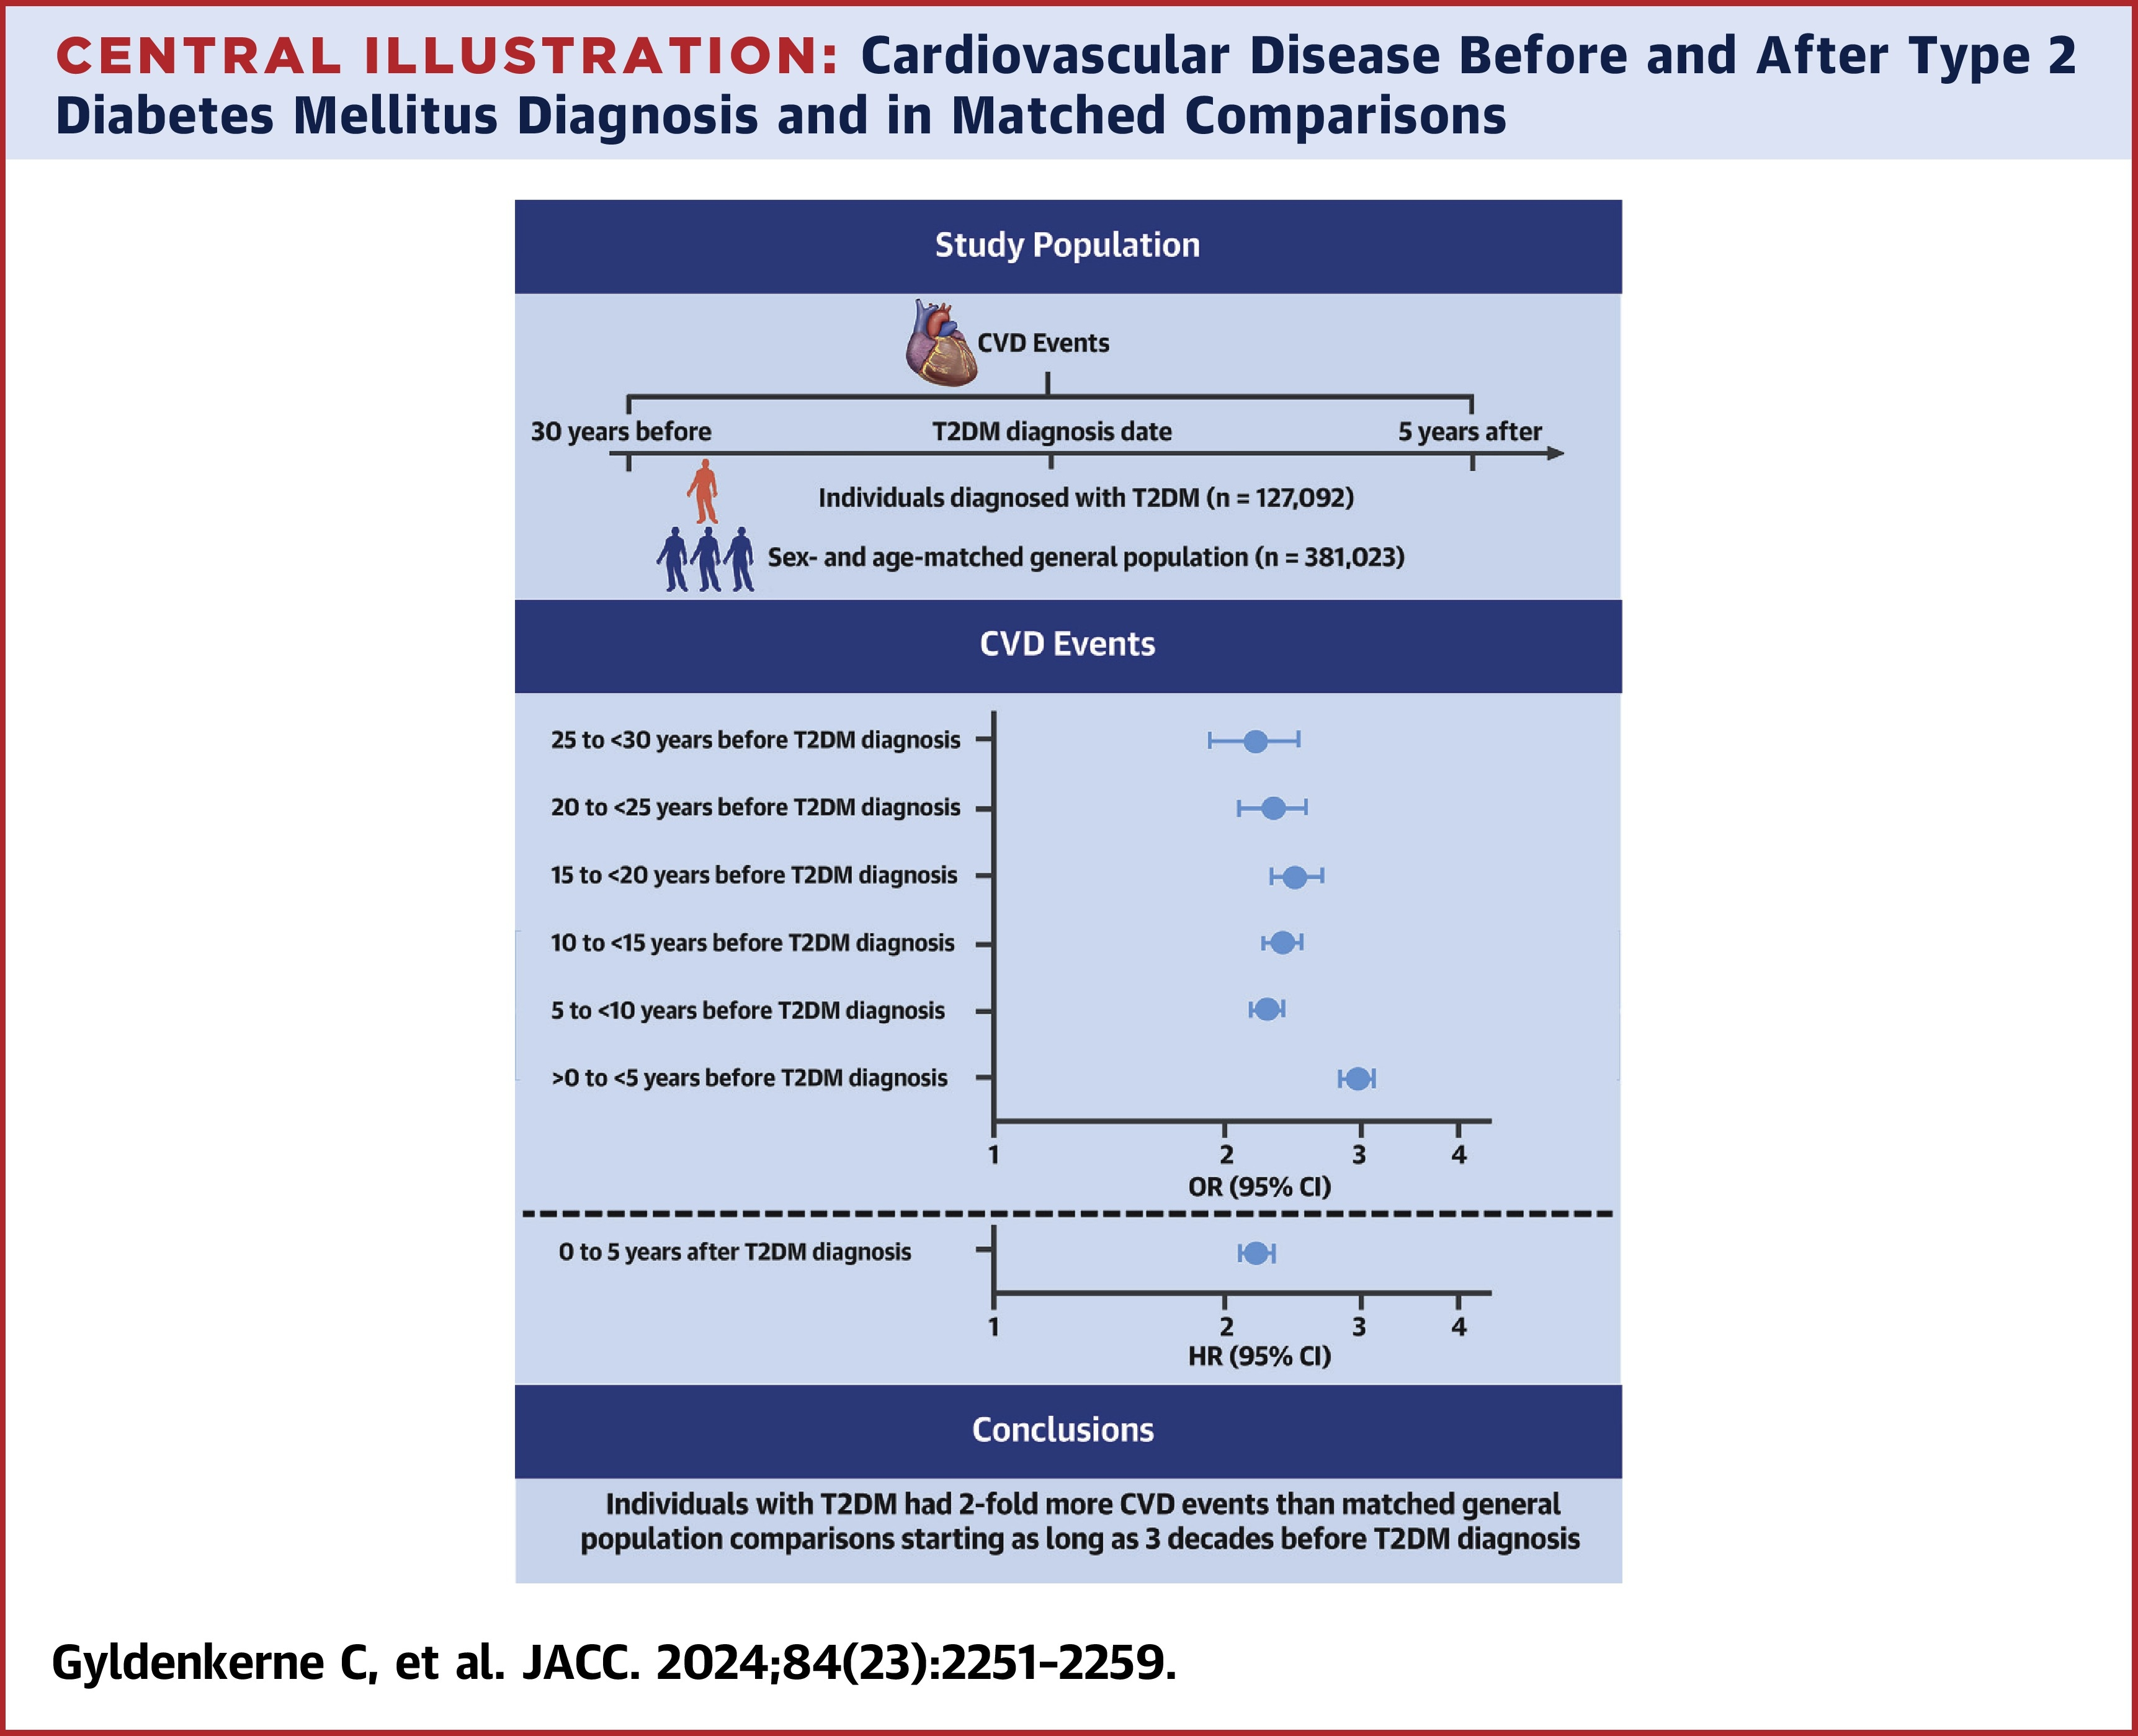 CENTRAL ILLUSTRATION: Cardiovascular Disease Before and After Type 2
Diabetes Mellitus Diagnosis and in Matched Comparisons
Study Population
CVD Events
30 years before
T2DM diagnosis date
5 years after
Individuals diagnosed with T2DM (n = 127,092)
Sex- and age-matched general population (n = 381,023)
CVD Events
25 to <30 years before T2DM diagnosis
20 to <25 years before T2DM diagnosis
15 to <20 years before T2DM diagnosis
10 to <15 years before T2DM diagnosis
5 to <10 years before T2DM diagnosis
>0 to <5 years before T2DM diagnosis
1 2 3 4
OR (95% CI)
0 to 5 years after T2DM diagnosis
1 2 3 4
HR (95% CI)
Conclusions
Individuals with T2DM had 2-fold more CVD events than matched general
population comparisons starting as long as 3 decades before T2DM diagnosis
Gyldenkerne C, et al. JACC. 2024;84(23):2251–2259.